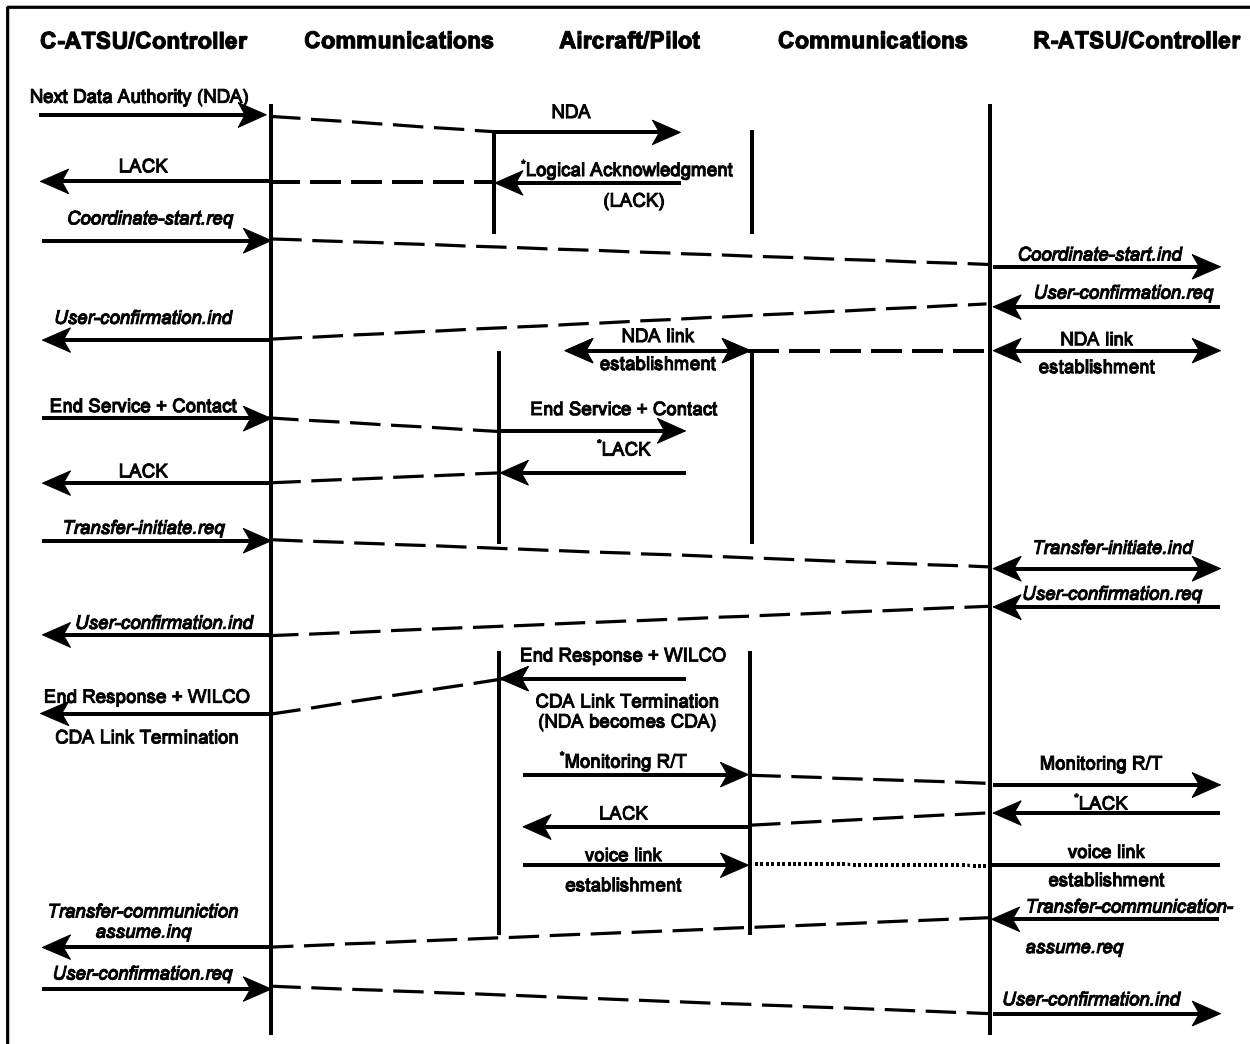 C-ATSU/Controller Communications Aircraft/Pilot Communications R-ATSU/Controller
Next Data Authority (NDA)
NDA
LACK
*Logical Acknowledgment
(LACK)
Coordinate-start.req
Coordinate-start.ind
User-confirmation.req
User-confirmation.ind
NDA link
establishment
NDA link
establishment
End Service + Contact
End Service + Contact
*LACK
LACK
Transfer-initiate.req
Transfer-initiate.ind
User-confirmation.req
User-confirmation.ind
End Response + WILCO
End Response + WILCO
CDA Link Termination
(NDA becomes CDA)
CDA Link Termination
*Monitoring R/T
Monitoring R/T
LACK
*LACK
voice link
establishment
voice link
establishment
Transfer-communiction
assume.inq
Transfer-communication-
assume.req
User-confirmation.req
User-confirmation.ind